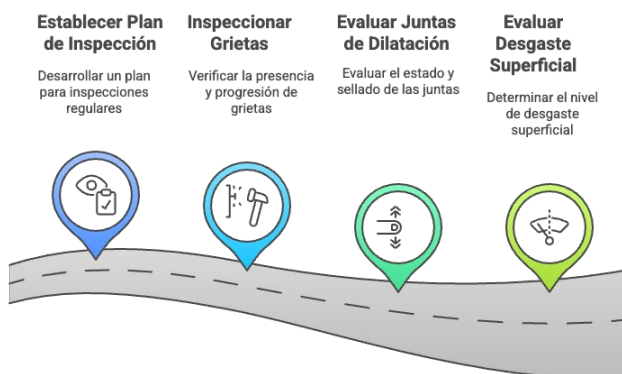 Establecer Plan
de Inspección
Desarrollar un plan
para inspecciones
regulares
Inspeccionar
Grietas
Verificar la presencia
y progresión de
grietas
Evaluar Juntas
de Dilatación
Evaluar el estado y
sellado de las juntas
Evaluar
Desgaste
Superficial
Determinar el nivel
de desgaste
superficial